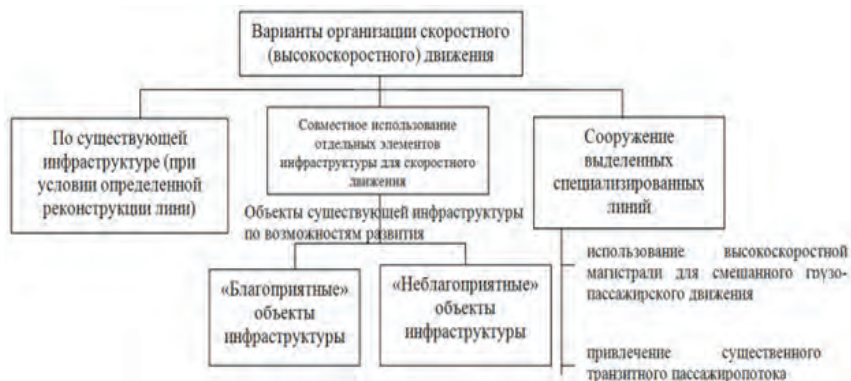 Варианты организации скоростного
(высокоскоростного) движения
По существующей
инфраструктуре (при
условии определенной
реконструкции лини)
Совместное использование
отдельных элементов
инфраструктуры для скоростного
движения
Сооружение
выделенных
специализированных
линий
Объекты существующей инфраструктуры
по возможностям развития
«Благоприятные»
объекты
инфраструктуры
«Неблагоприятные»
объекты
инфраструктуры
использование высокоскоростной
магистрали для смешанного грузо-
пассажирского движения
привлечение существенного
транзитного пассажиропотока